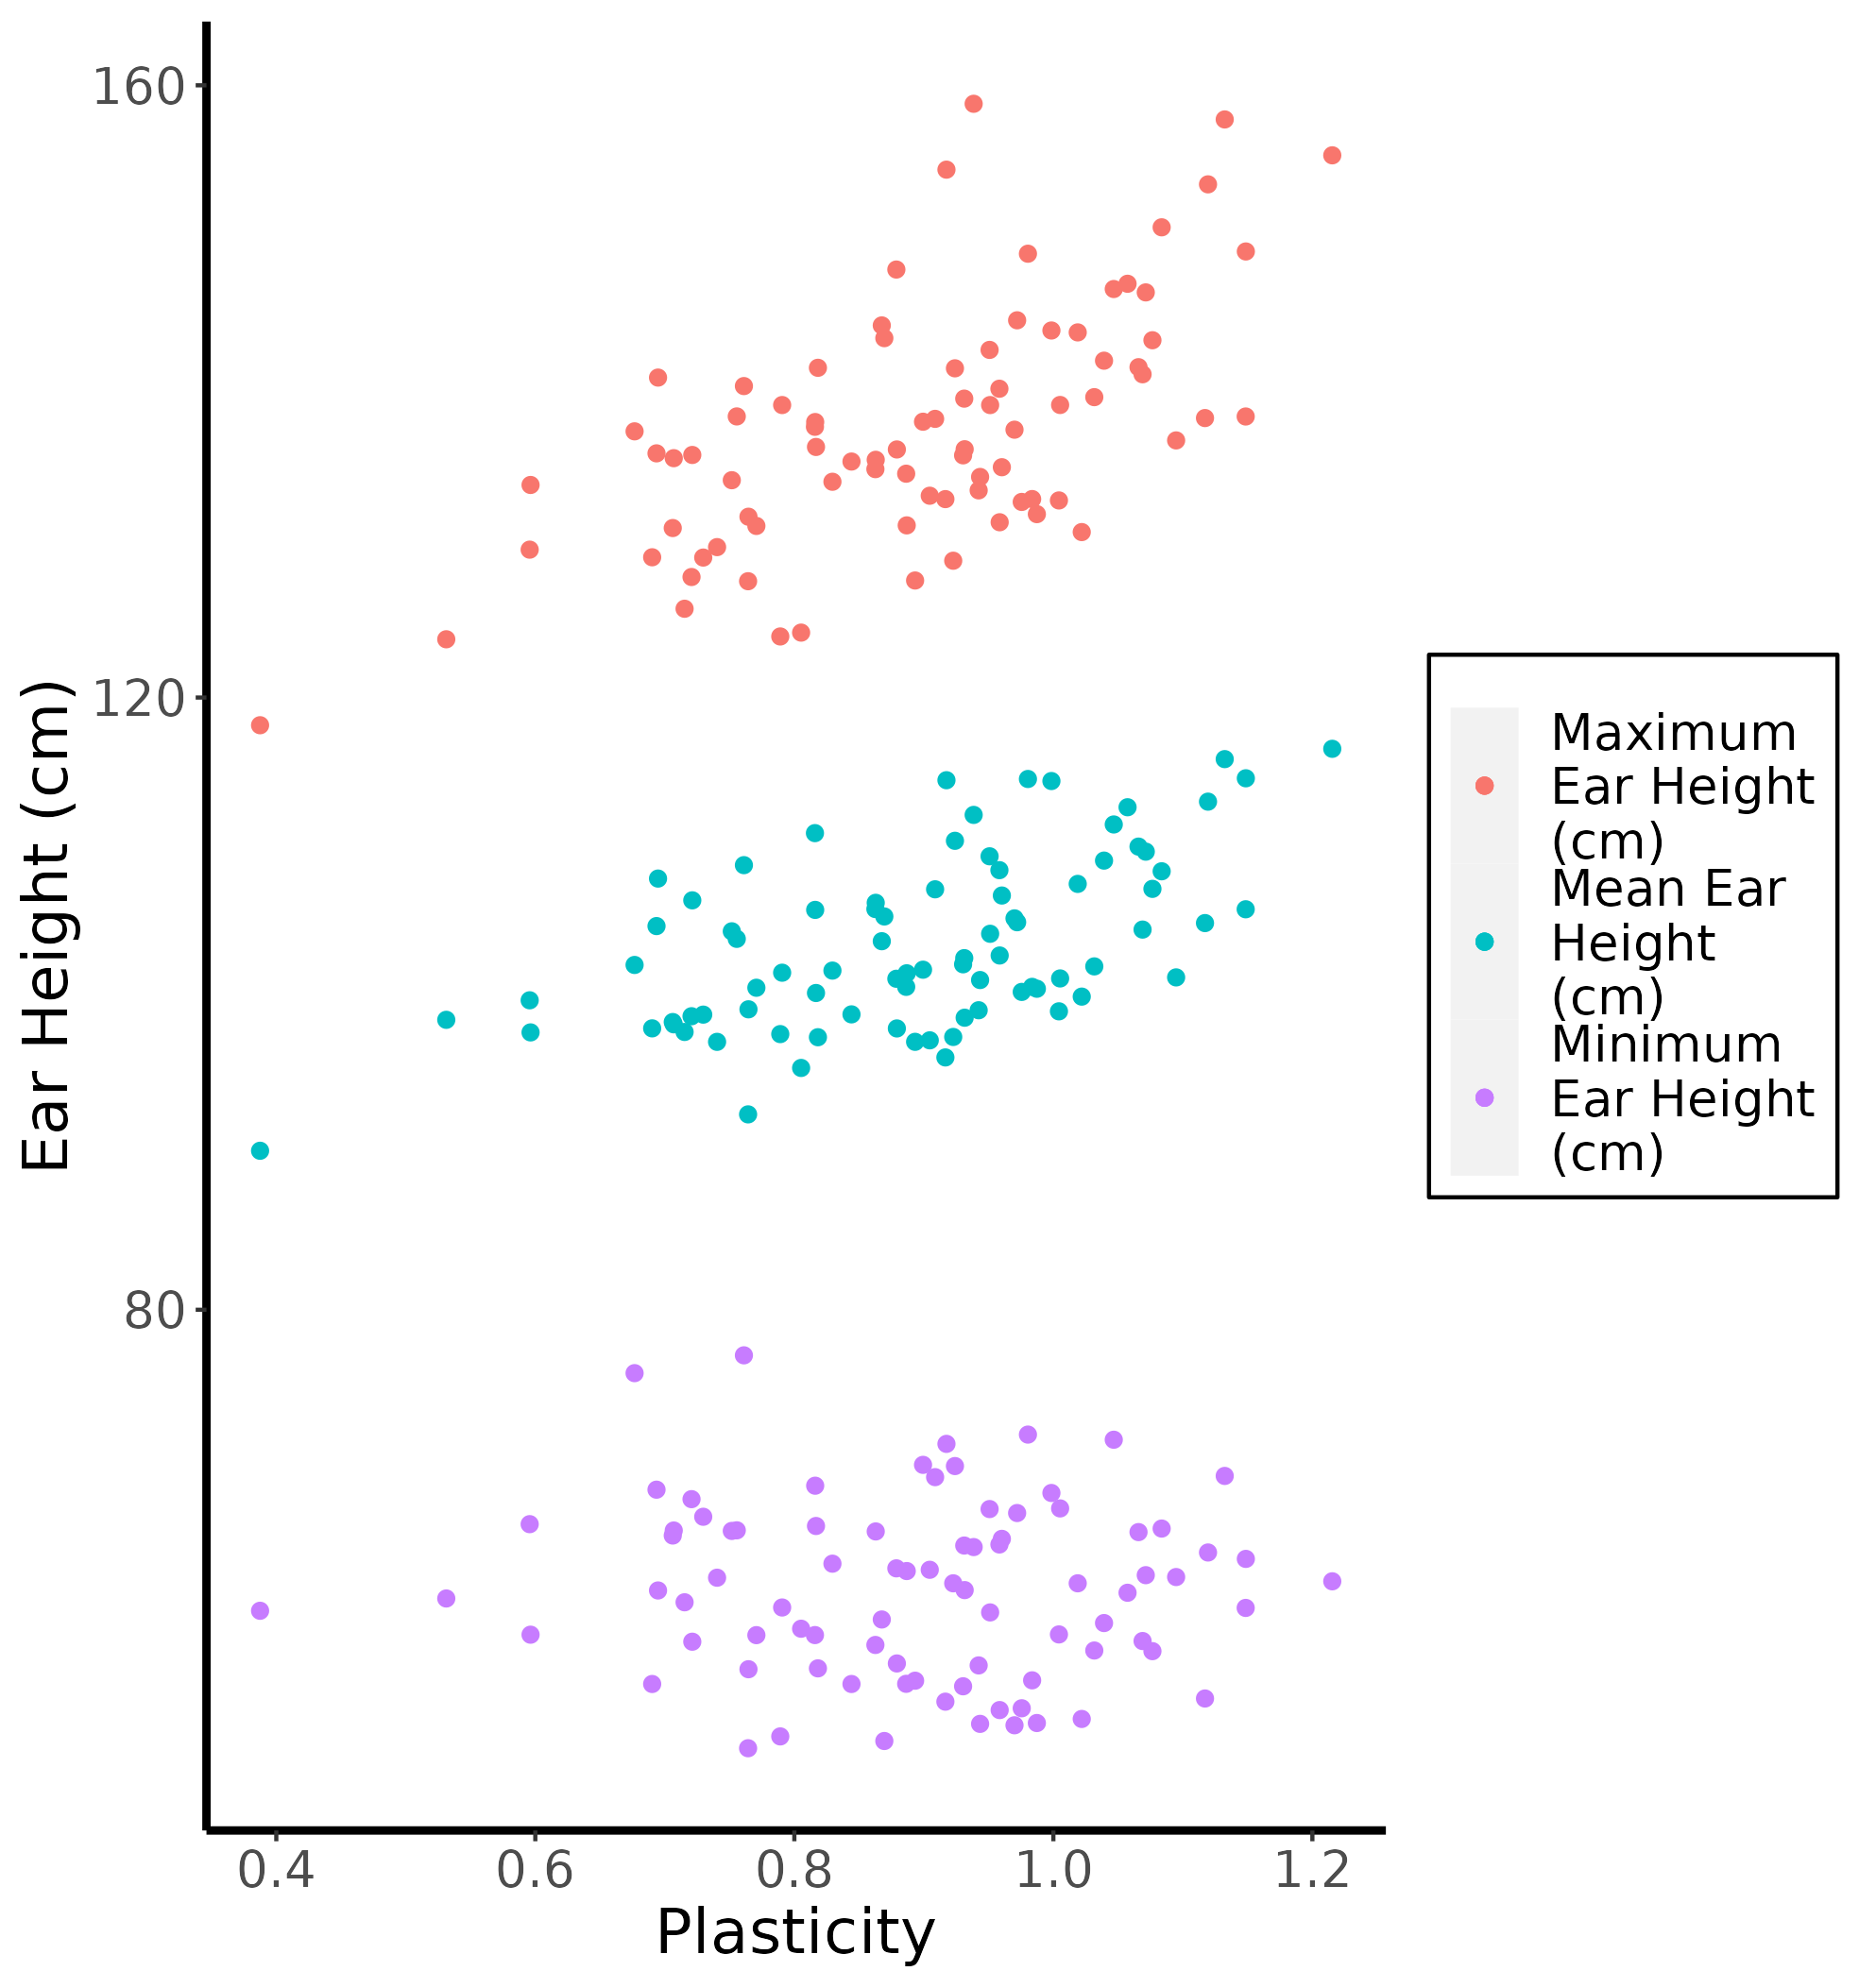 160
120
80
Ear Height (cm)
0.4
0.6
0.8
1.0
1.2
Plasticity
Maximum
Ear Height
(cm)
Mean Ear
Height
(cm)
Minimum
Ear Height
(cm)